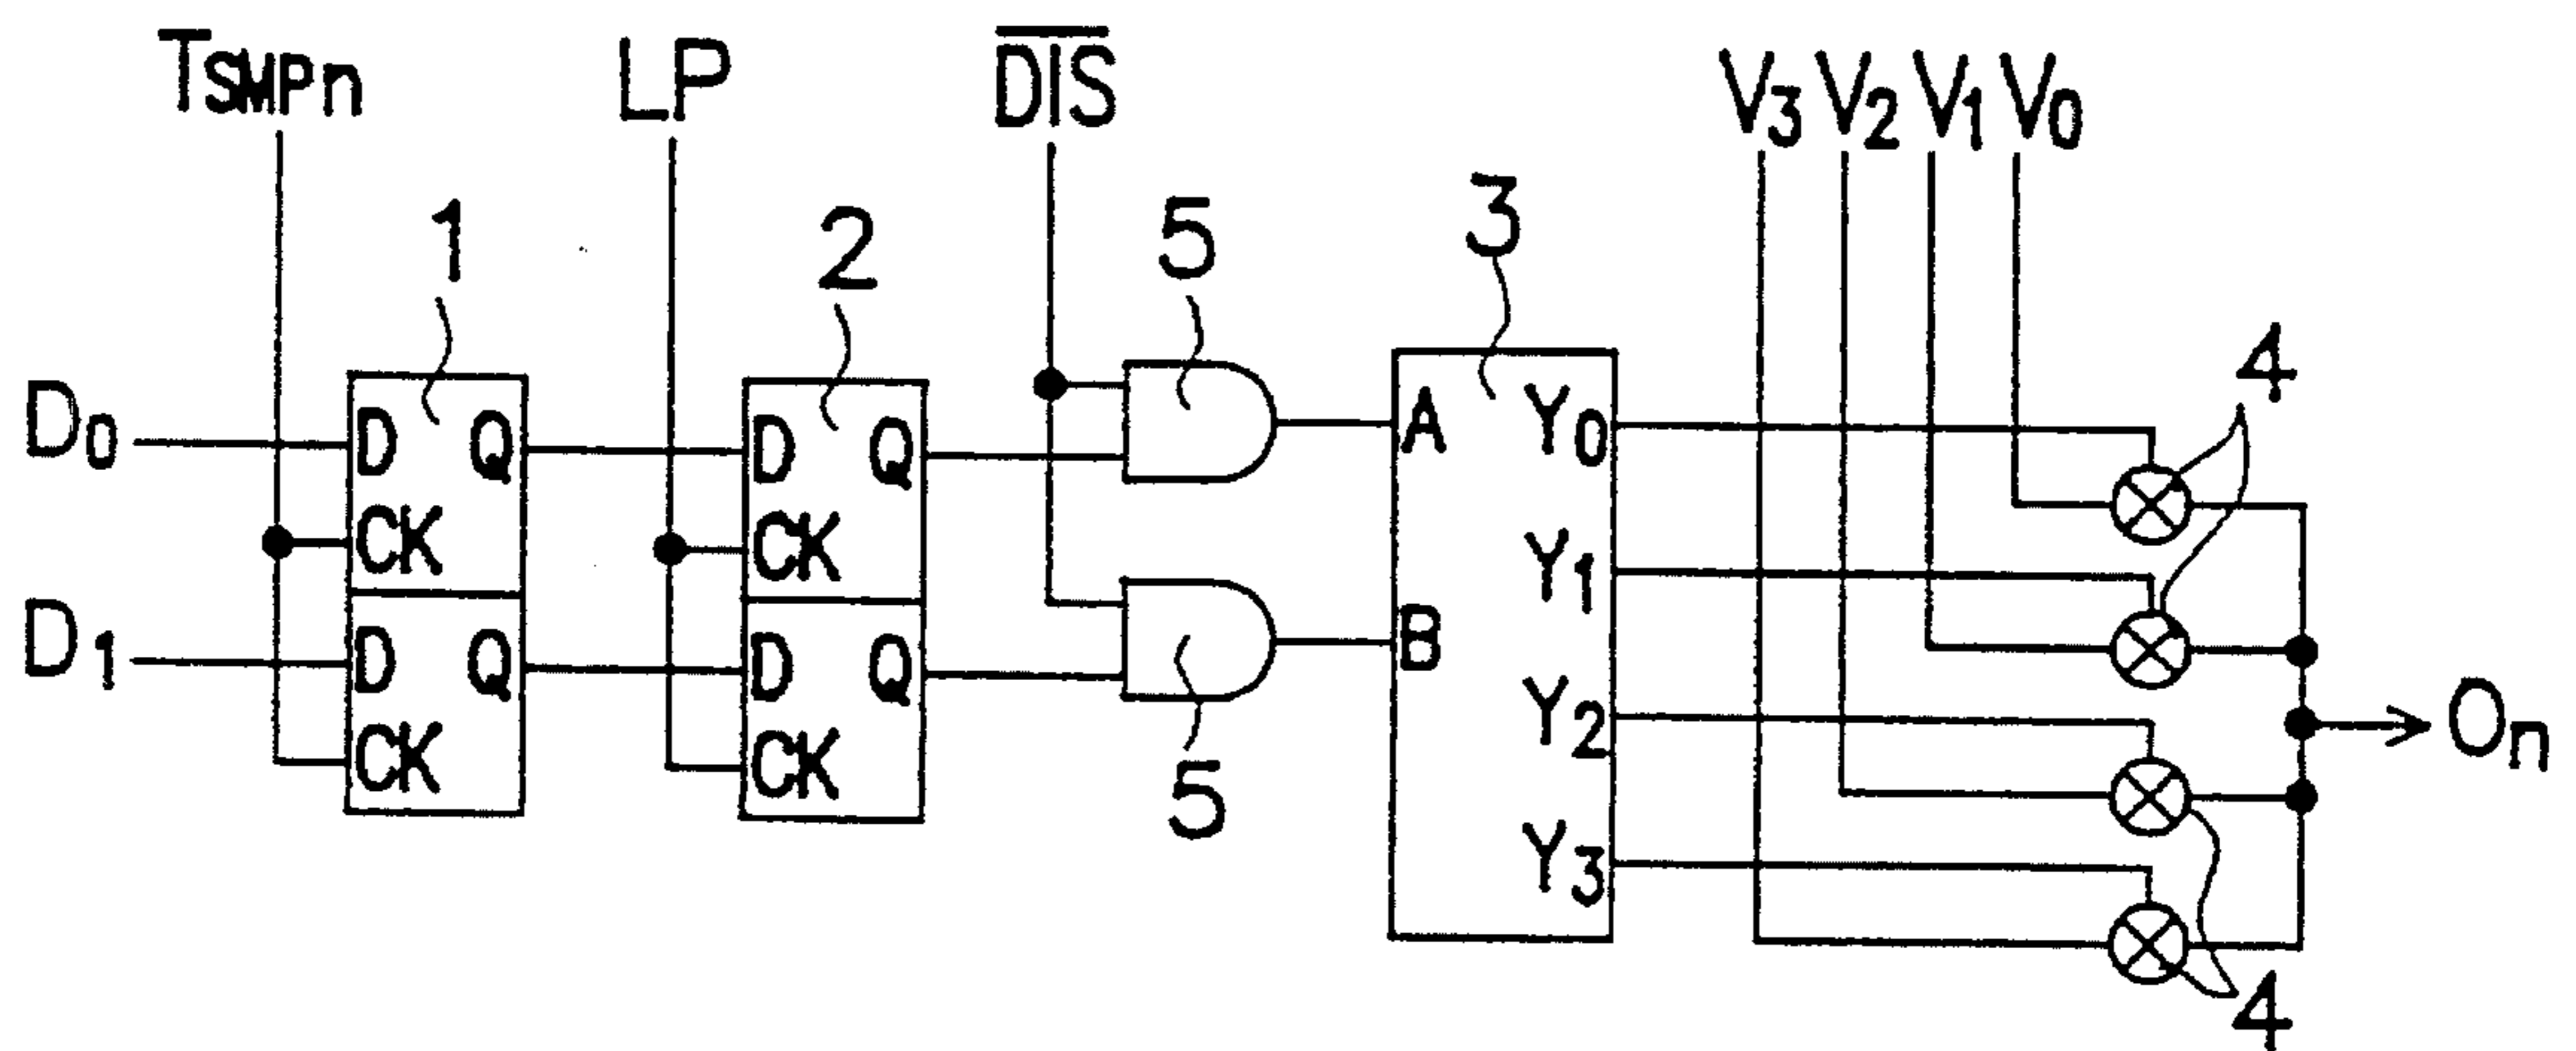 TSMPn LP D̅I̅S̅ V3 V2 V1 V0
1 2 5 3 4
D0 D Q D Q A Y0
CK CK Y1
D1 D Q D Q B Y2 On
CK CK Y3
5 4